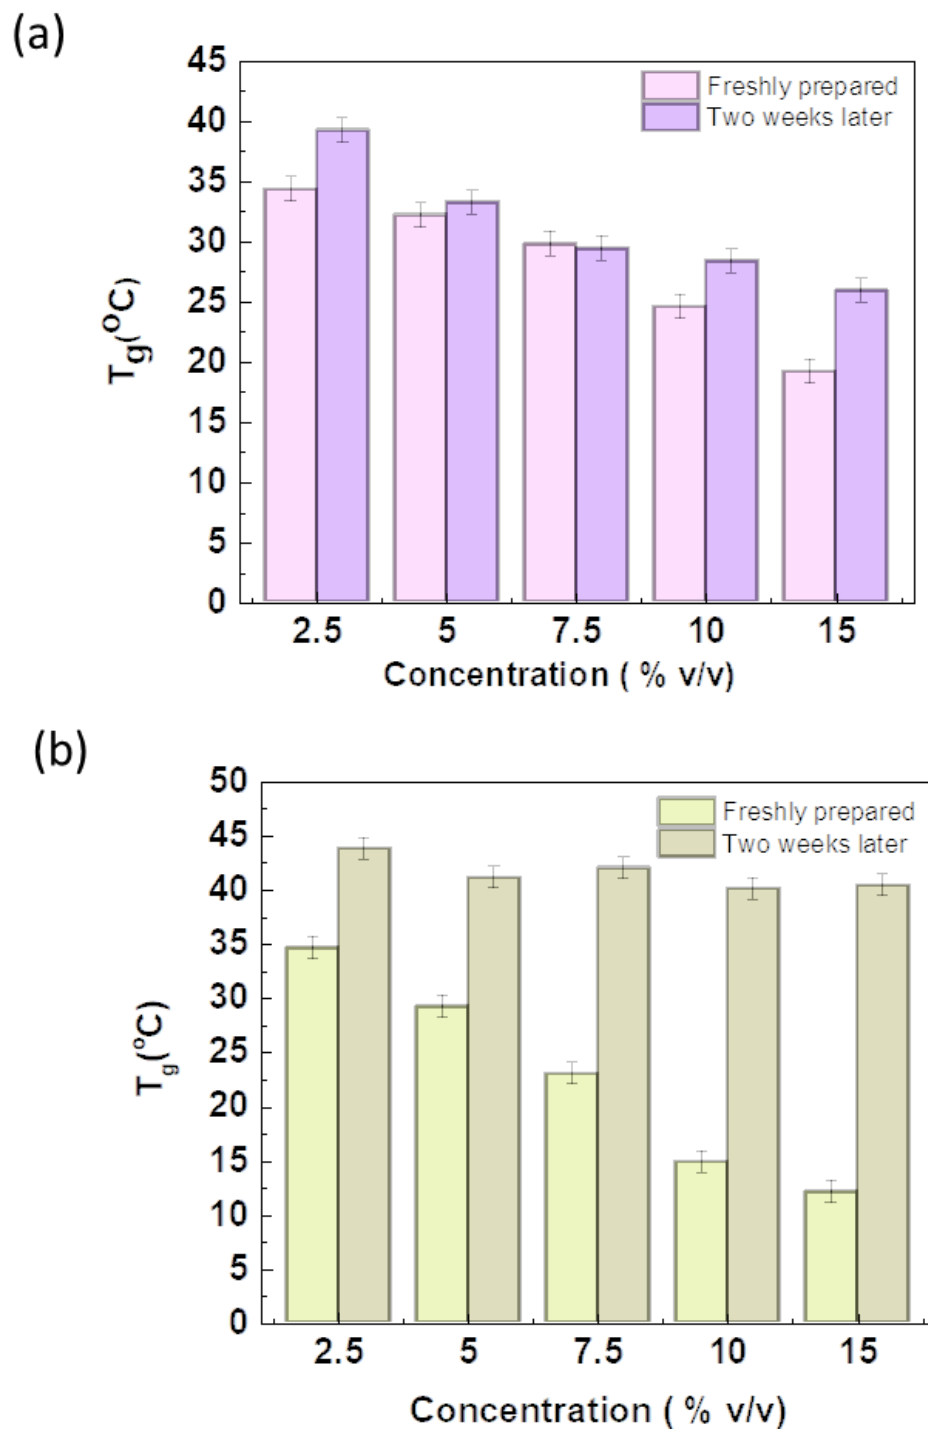 (a)
45
40
35
30
25
20
15
10
5
0
Tg(oC)
Freshly prepared
Two weeks later
2.5 5 7.5 10 15
Concentration ( % v/v)
(b)
50
45
40
35
30
25
20
15
10
5
0
Tg(oC)
Freshly prepared
Two weeks later
2.5 5 7.5 10 15
Concentration ( % v/v)